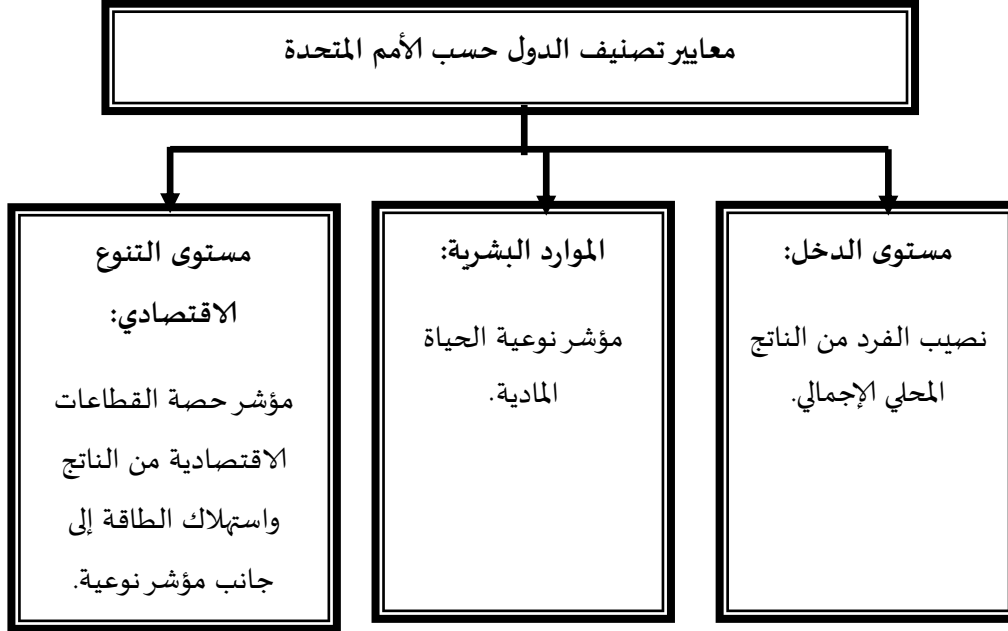 معايير تصنيف الدول حسب الأمم المتحدة
مستوى الدخل:
نصيب الفرد من الناتج
المحلي الإجمالي.
الموارد البشرية:
مؤشر نوعية الحياة
المادية.
مستوى التنوع
الاقتصادي:
مؤشر حصة القطاعات
الاقتصادية من الناتج
واستهلاك الطاقة إلى
جانب مؤشر نوعية.